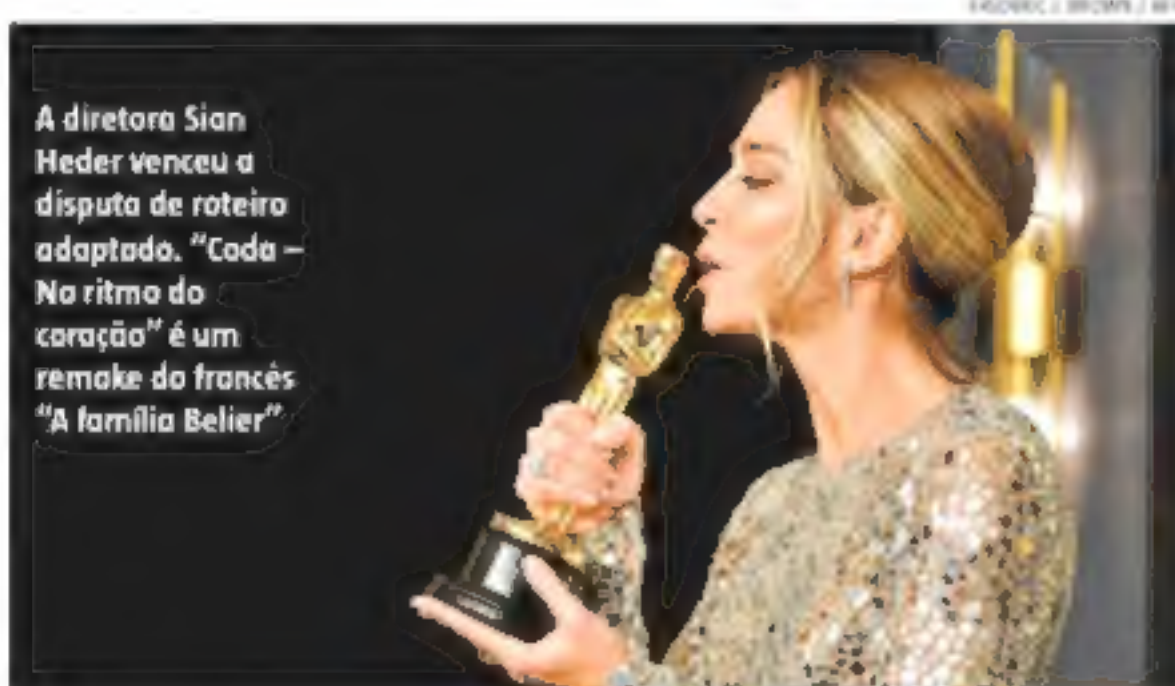 A diretora Sian
Heder venceu a
disputa de roteiro
adaptado. “Coda –
No ritmo do
coração” é um
remake do francês
“A família Belier”